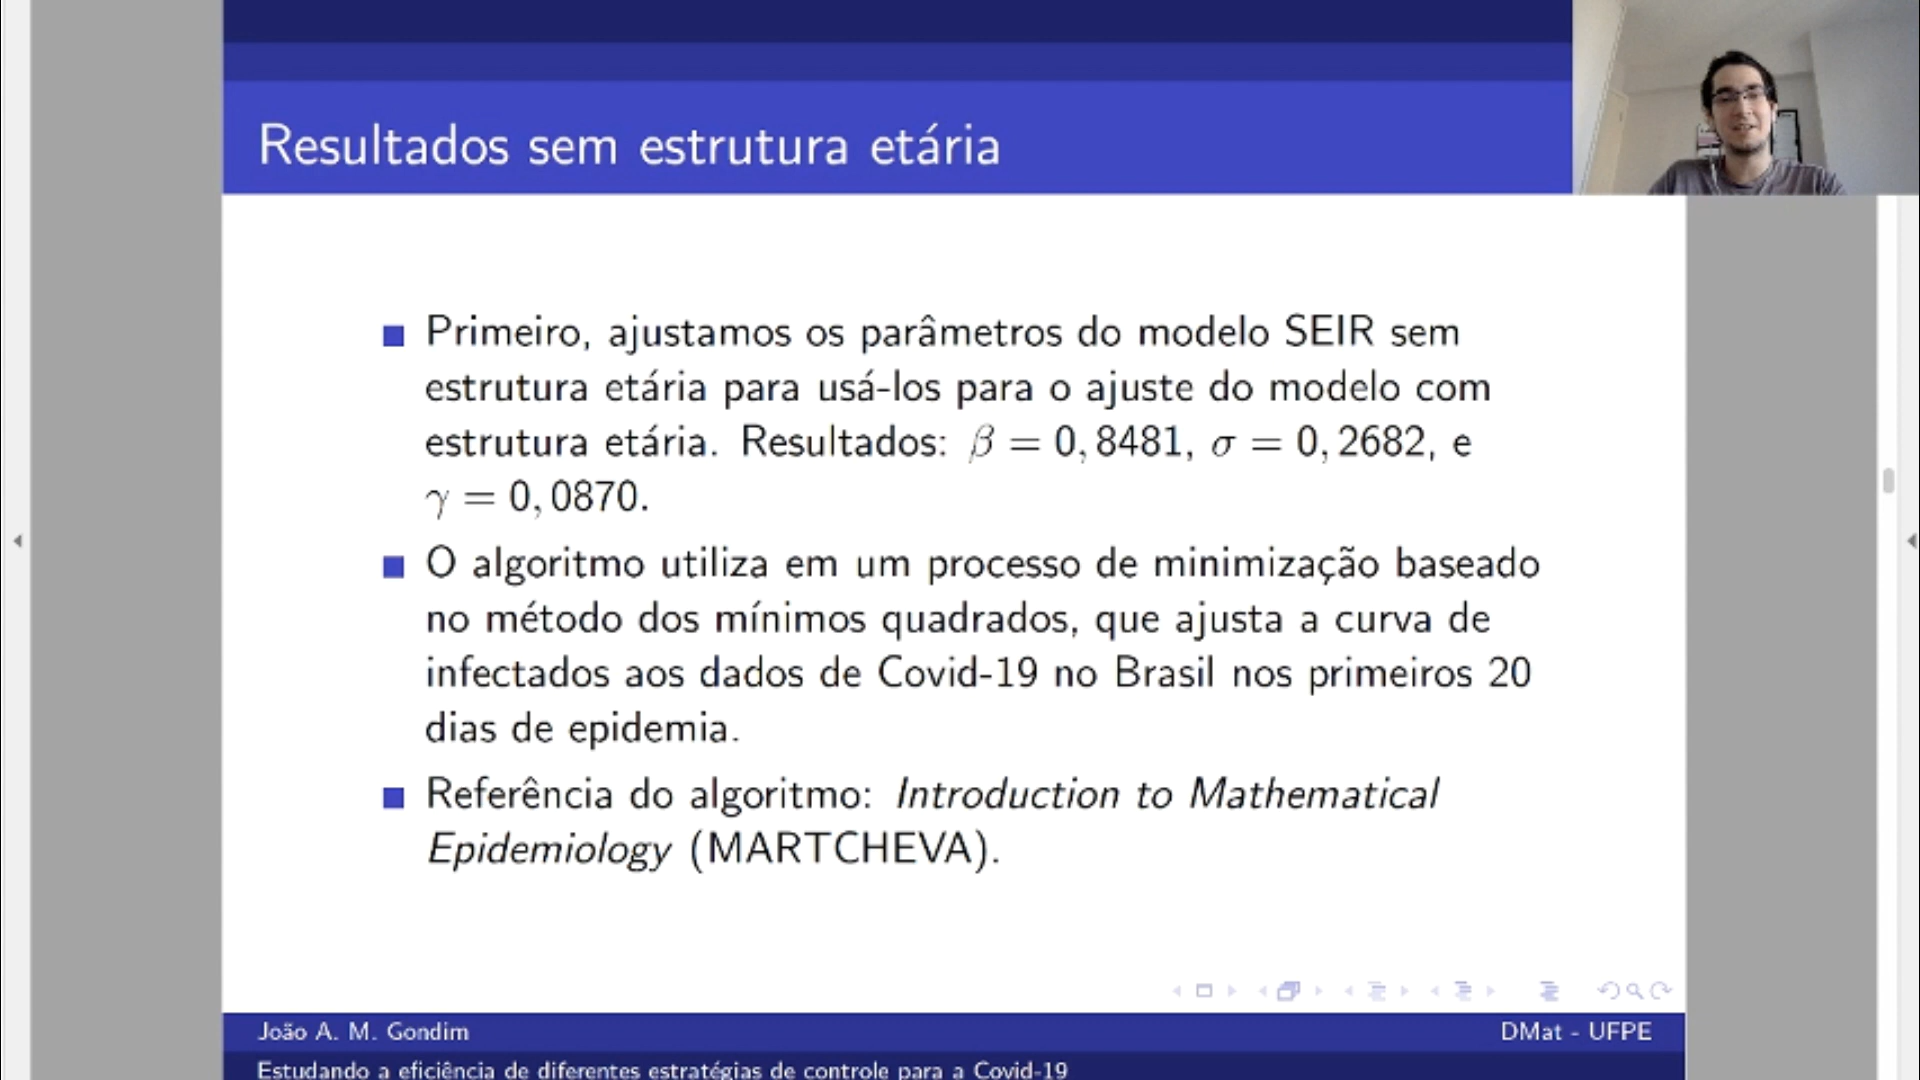 Resultados sem estrutura etária
Primeiro, ajustamos os parâmetros do modelo SEIR sem
estrutura etária para usá-los para o ajuste do modelo com
estrutura etária. Resultados: β = 0, 8481, σ = 0, 2682, e
γ = 0, 0870.
O algoritmo utiliza em um processo de minimização baseado
no método dos mínimos quadrados, que ajusta a curva de
infectados aos dados de Covid-19 no Brasil nos primeiros 20
dias de epidemia.
Referência do algoritmo: Introduction to Mathematical
Epidemiology (MARTCHEVA).
João A. M. Gondim
DMat - UFPE
Estudando a eficiência de diferentes estratégias de controle para a Covid-19